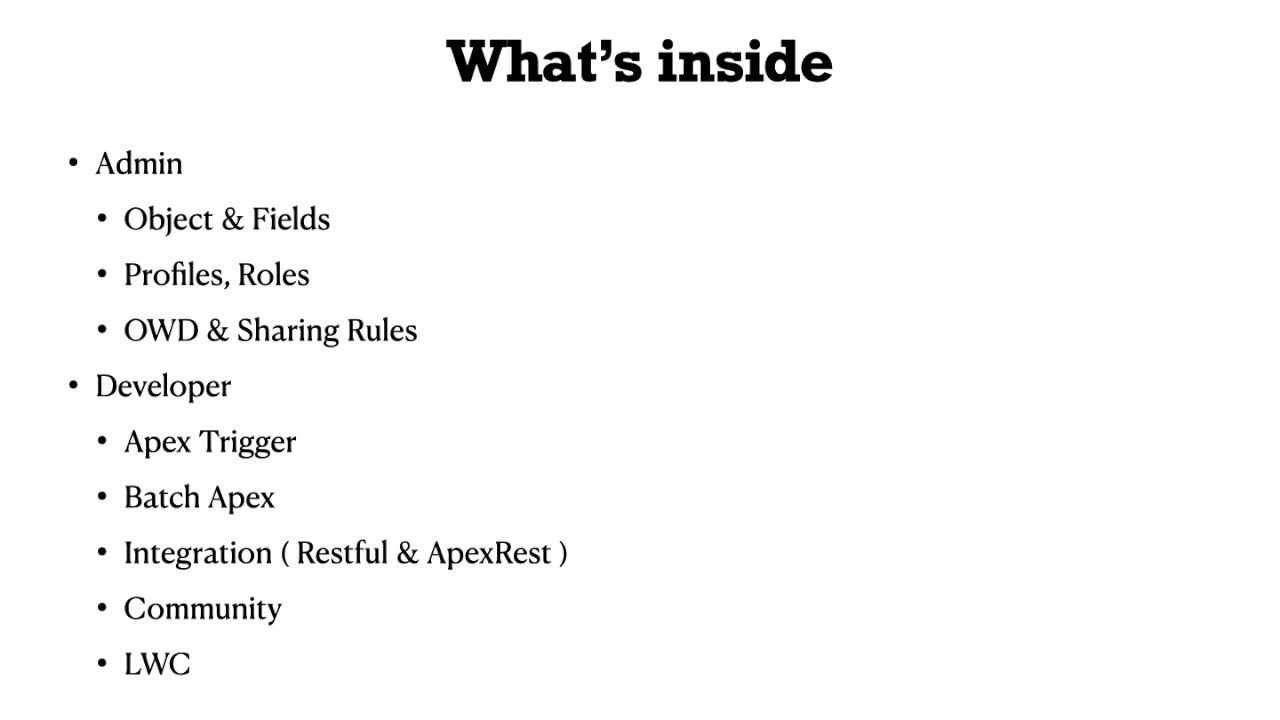 What’s inside
• Admin
• Object & Fields
• Profiles, Roles
• OWD & Sharing Rules
• Developer
• Apex Trigger
• Batch Apex
• Integration ( Restful & ApexRest )
• Community
• LWC